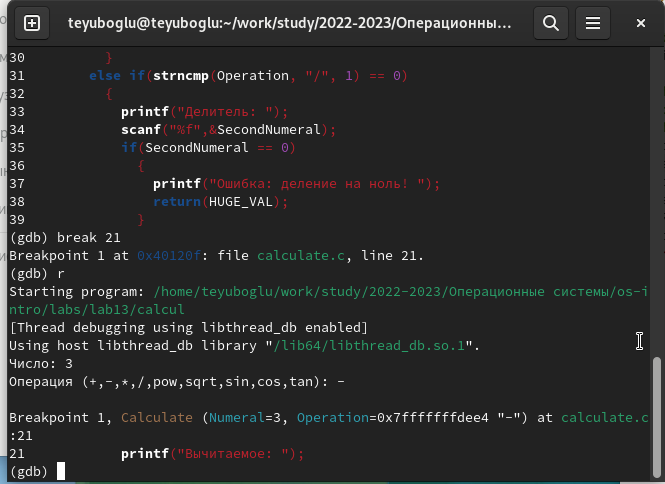 teyuboglu@teyuboglu:~/work/study/2022-2023/Операционны...
30          }
31        else if(strncmp(Operation, "/", 1) == 0)
32          {
33            printf("Делитель: ");
34            scanf("%f",&SecondNumeral);
35            if(SecondNumeral == 0)
36              {
37                printf("Ошибка: деление на ноль! ");
38                return(HUGE_VAL);
39              }
(gdb) break 21
Breakpoint 1 at 0x40120f: file calculate.c, line 21.
(gdb) r
Starting program: /home/teyuboglu/work/study/2022-2023/Операционные системы/os-i
ntro/labs/lab13/calcul
[Thread debugging using libthread_db enabled]
Using host libthread_db library "/lib64/libthread_db.so.1".
Число: 3
Операция (+,-,*,/,pow,sqrt,sin,cos,tan): -

Breakpoint 1, Calculate (Numeral=3, Operation=0x7fffffffdee4 "-") at calculate.c
:21
21            printf("Вычитаемое: ");
(gdb)